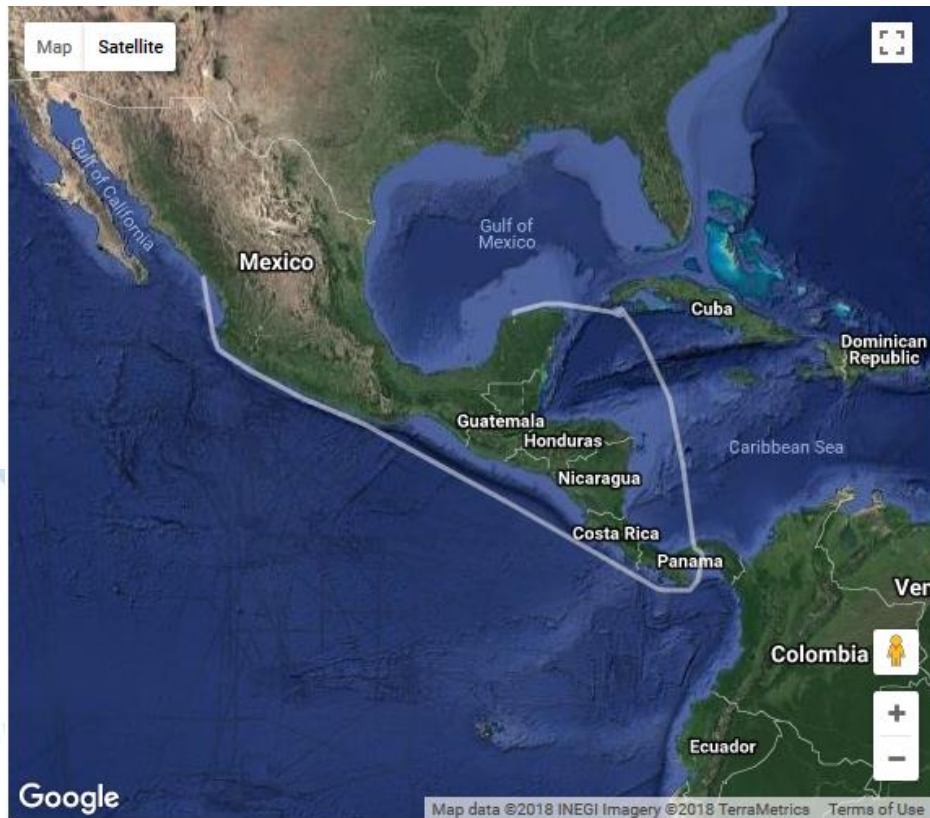 Map Satellite
Gulf of California
Gulf of
Mexico
Mexico
Cuba
Dominican
Republic
Guatemala
Honduras
Caribbean Sea
Nicaragua
Costa Rica
Panama
Ven
Colombia
Ecuador
Google
Map data ©2018 INEGI Imagery ©2018 TerraMetrics Terms of Use